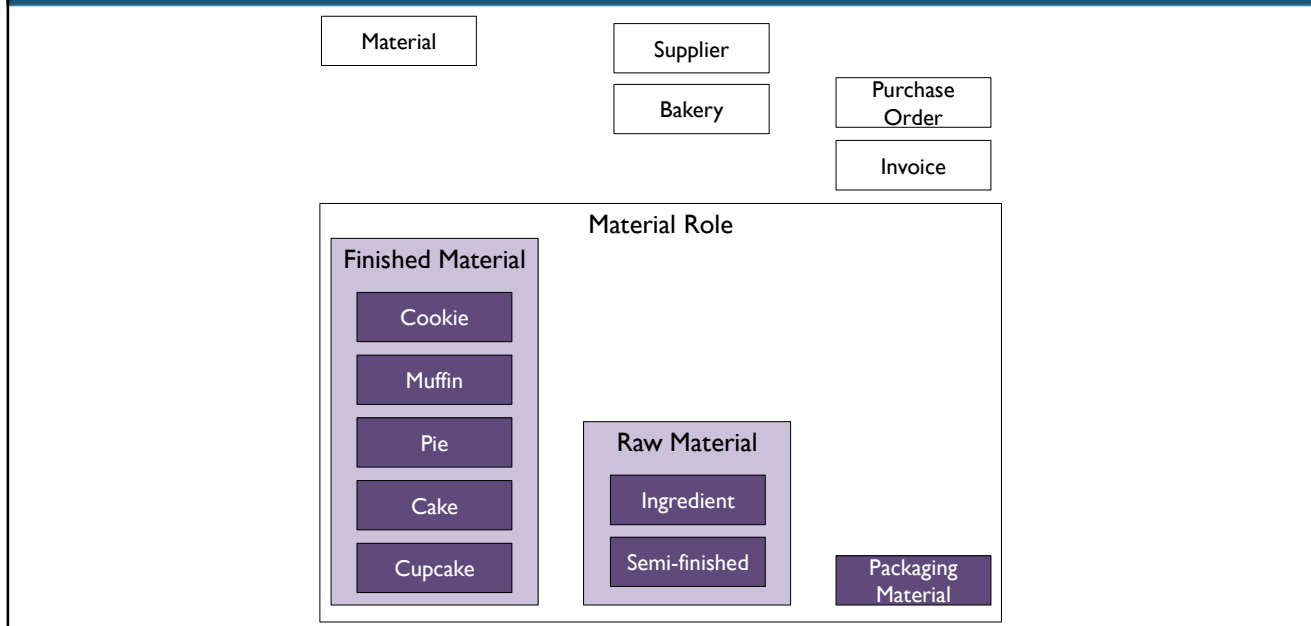 Material
Supplier
Bakery
Purchase
Order
Invoice
Material Role
Finished Material
Cookie
Muffin
Pie
Cake
Cupcake
Raw Material
Ingredient
Semi-finished
Packaging
Material